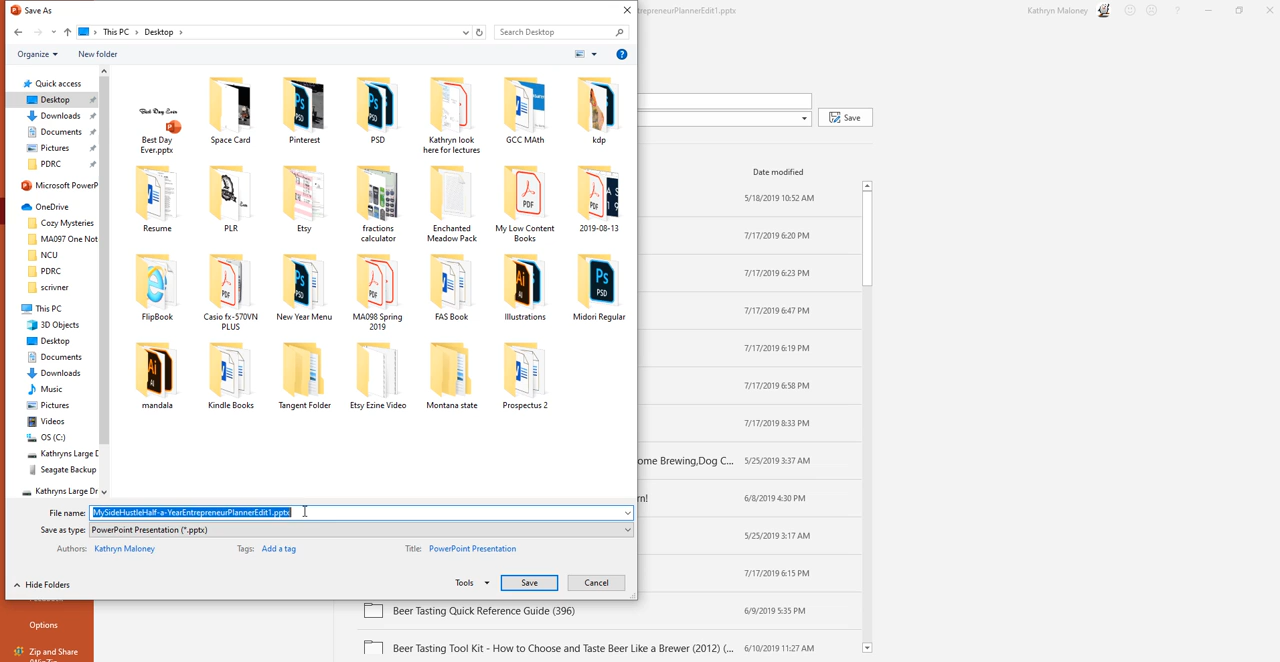 Save As
trepreneurPlannerEdit1.pptx
Kathryn Maloney
This PC > Desktop >
Search Desktop
Organize
New folder
Quick access
Desktop
Downloads
Documents
Pictures
PDRC
Microsoft PowerP
OneDrive
Cozy Mysteries
MA097 One Not
NCU
PDRC
scrivner
This PC
3D Objects
Desktop
Documents
Downloads
Music
Pictures
Videos
OS (C:)
Kathryns Large D
Seagate Backup
Kathryns Large Dr
Best Day Ever
Best Day
Ever.pptx
Space Card
Pinterest
PSD
Kathryn look
here for lectures
GCC MAth
kdp
Resume
PLR
Etsy
fractions
calculator
Enchanted
Meadow Pack
My Low Content
Books
2019-08-13
FlipBook
Casio fx-570VN
PLUS
New Year Menu
MA098 Spring
2019
FAS Book
Illustrations
Midori Regular
mandala
Kindle Books
Tangent Folder
Etsy Ezine Video
Montana state
Prospectus 2
File name: MySideHustleHalf-a-YearEntrepreneurPlannerEdit1.pptx
Save as type: PowerPoint Presentation (*.pptx)
Authors: Kathryn Maloney
Tags: Add a tag
Title: PowerPoint Presentation
Hide Folders
Tools
Save
Cancel
Save
Date modified
5/18/2019 10:52 AM
7/17/2019 6:20 PM
7/17/2019 6:23 PM
7/17/2019 6:47 PM
7/17/2019 6:19 PM
7/17/2019 6:58 PM
7/17/2019 8:33 PM
ome Brewing,Dog C... 5/25/2019 3:37 AM
rn! 6/8/2019 4:30 PM
5/25/2019 3:17 AM
7/17/2019 6:15 PM
Beer Tasting Quick Reference Guide (396) 6/9/2019 5:35 PM
Beer Tasting Tool Kit - How to Choose and Taste Beer Like a Brewer (2012) (... 6/10/2019 11:27 AM
Options
Zip and Share